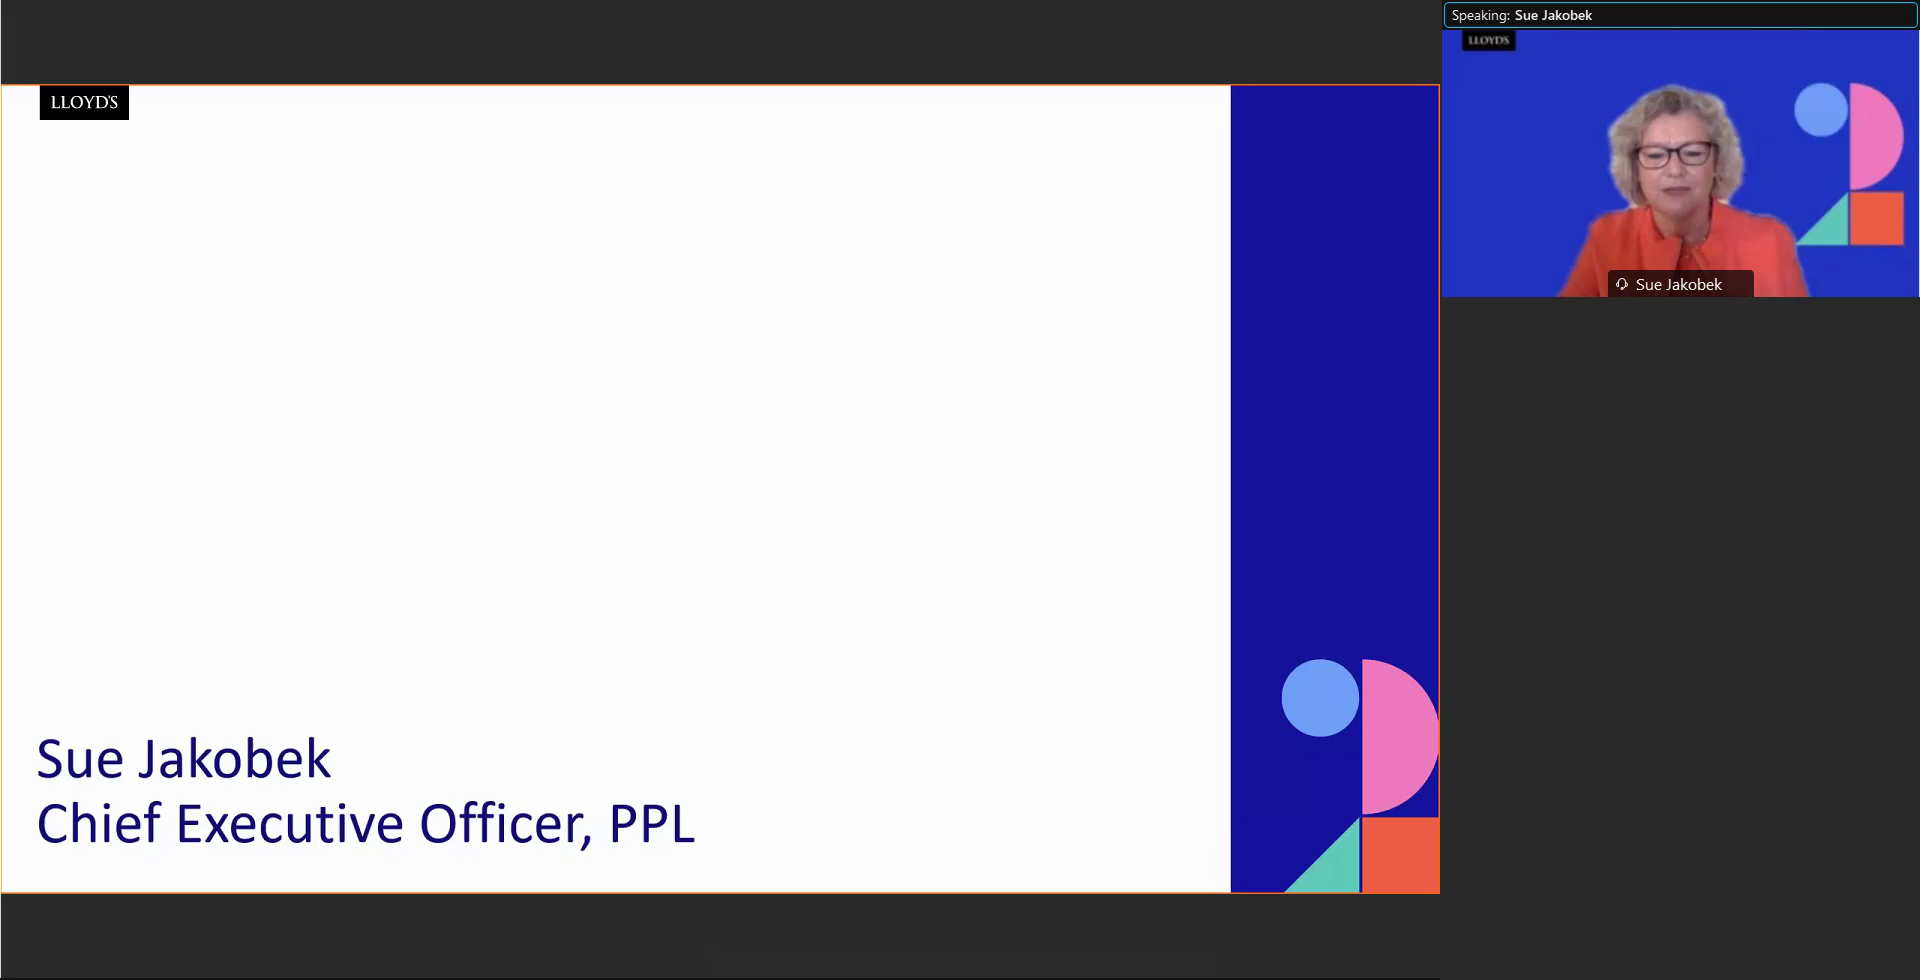 Speaking: Sue Jakobek
LLOYD'S
LLOYD'S
Sue Jakobek
Sue Jakobek
Chief Executive Officer, PPL